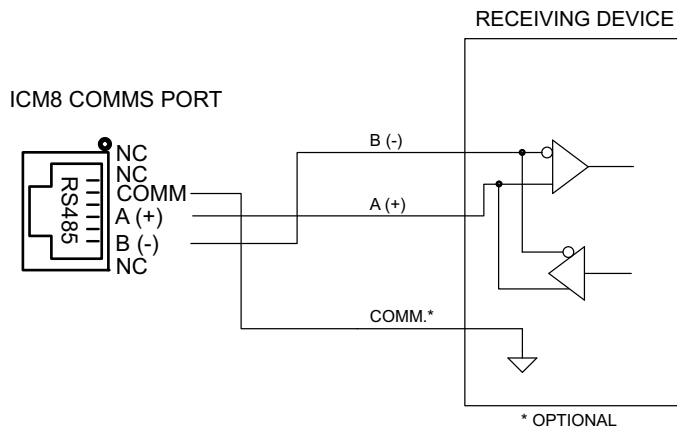 RECEIVING DEVICE
ICM8 COMMS PORT
B (-)
NC
NC
COMM
A (+)
B (-)
NC
RS485
A (+)
COMM.*
* OPTIONAL